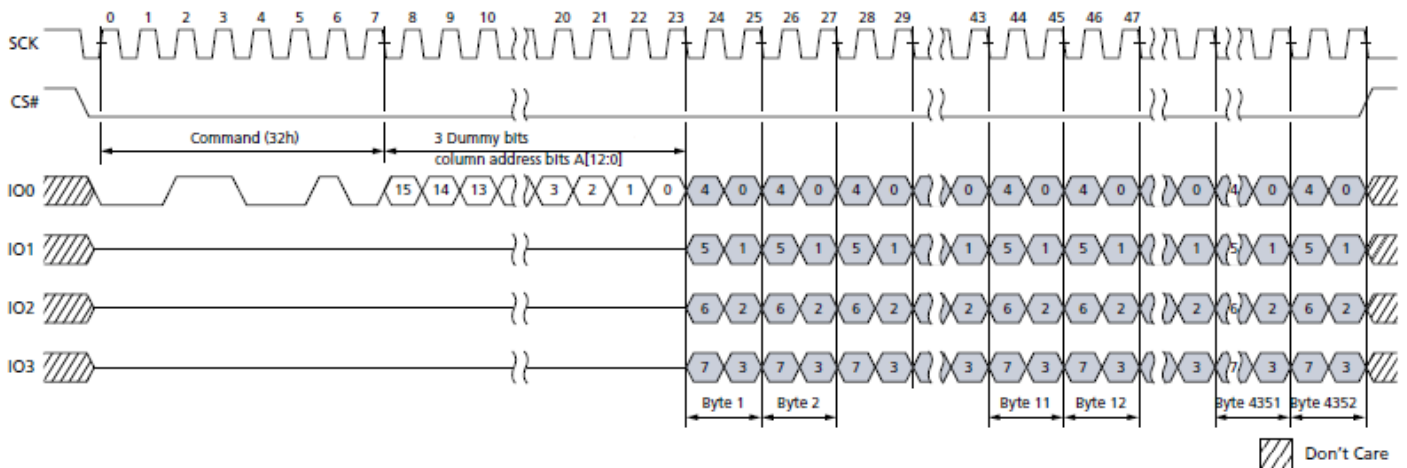 0 1 2 3 4 5 6 7 8 9 10 20 21 22 23 24 25 26 27 28 29 43 44 45 46 47
SCK
CS#
Command (32h) 3 Dummy bits
column address bits A[12:0]
IO0 15 14 13 3 2 1 0 4 0 4 0 4 0 0 4 0 4 0 0 4 0 4 0
IO1 5 1 5 1 5 1 1 5 1 5 1 1 5 1 5 1
IO2 6 2 6 2 6 2 2 6 2 6 2 2 6 2 6 2
IO3 7 3 7 3 7 3 3 7 3 7 3 3 7 3 7 3
Byte 1 Byte 2 Byte 11 Byte 12 Byte 4351 Byte 4352
Don't Care